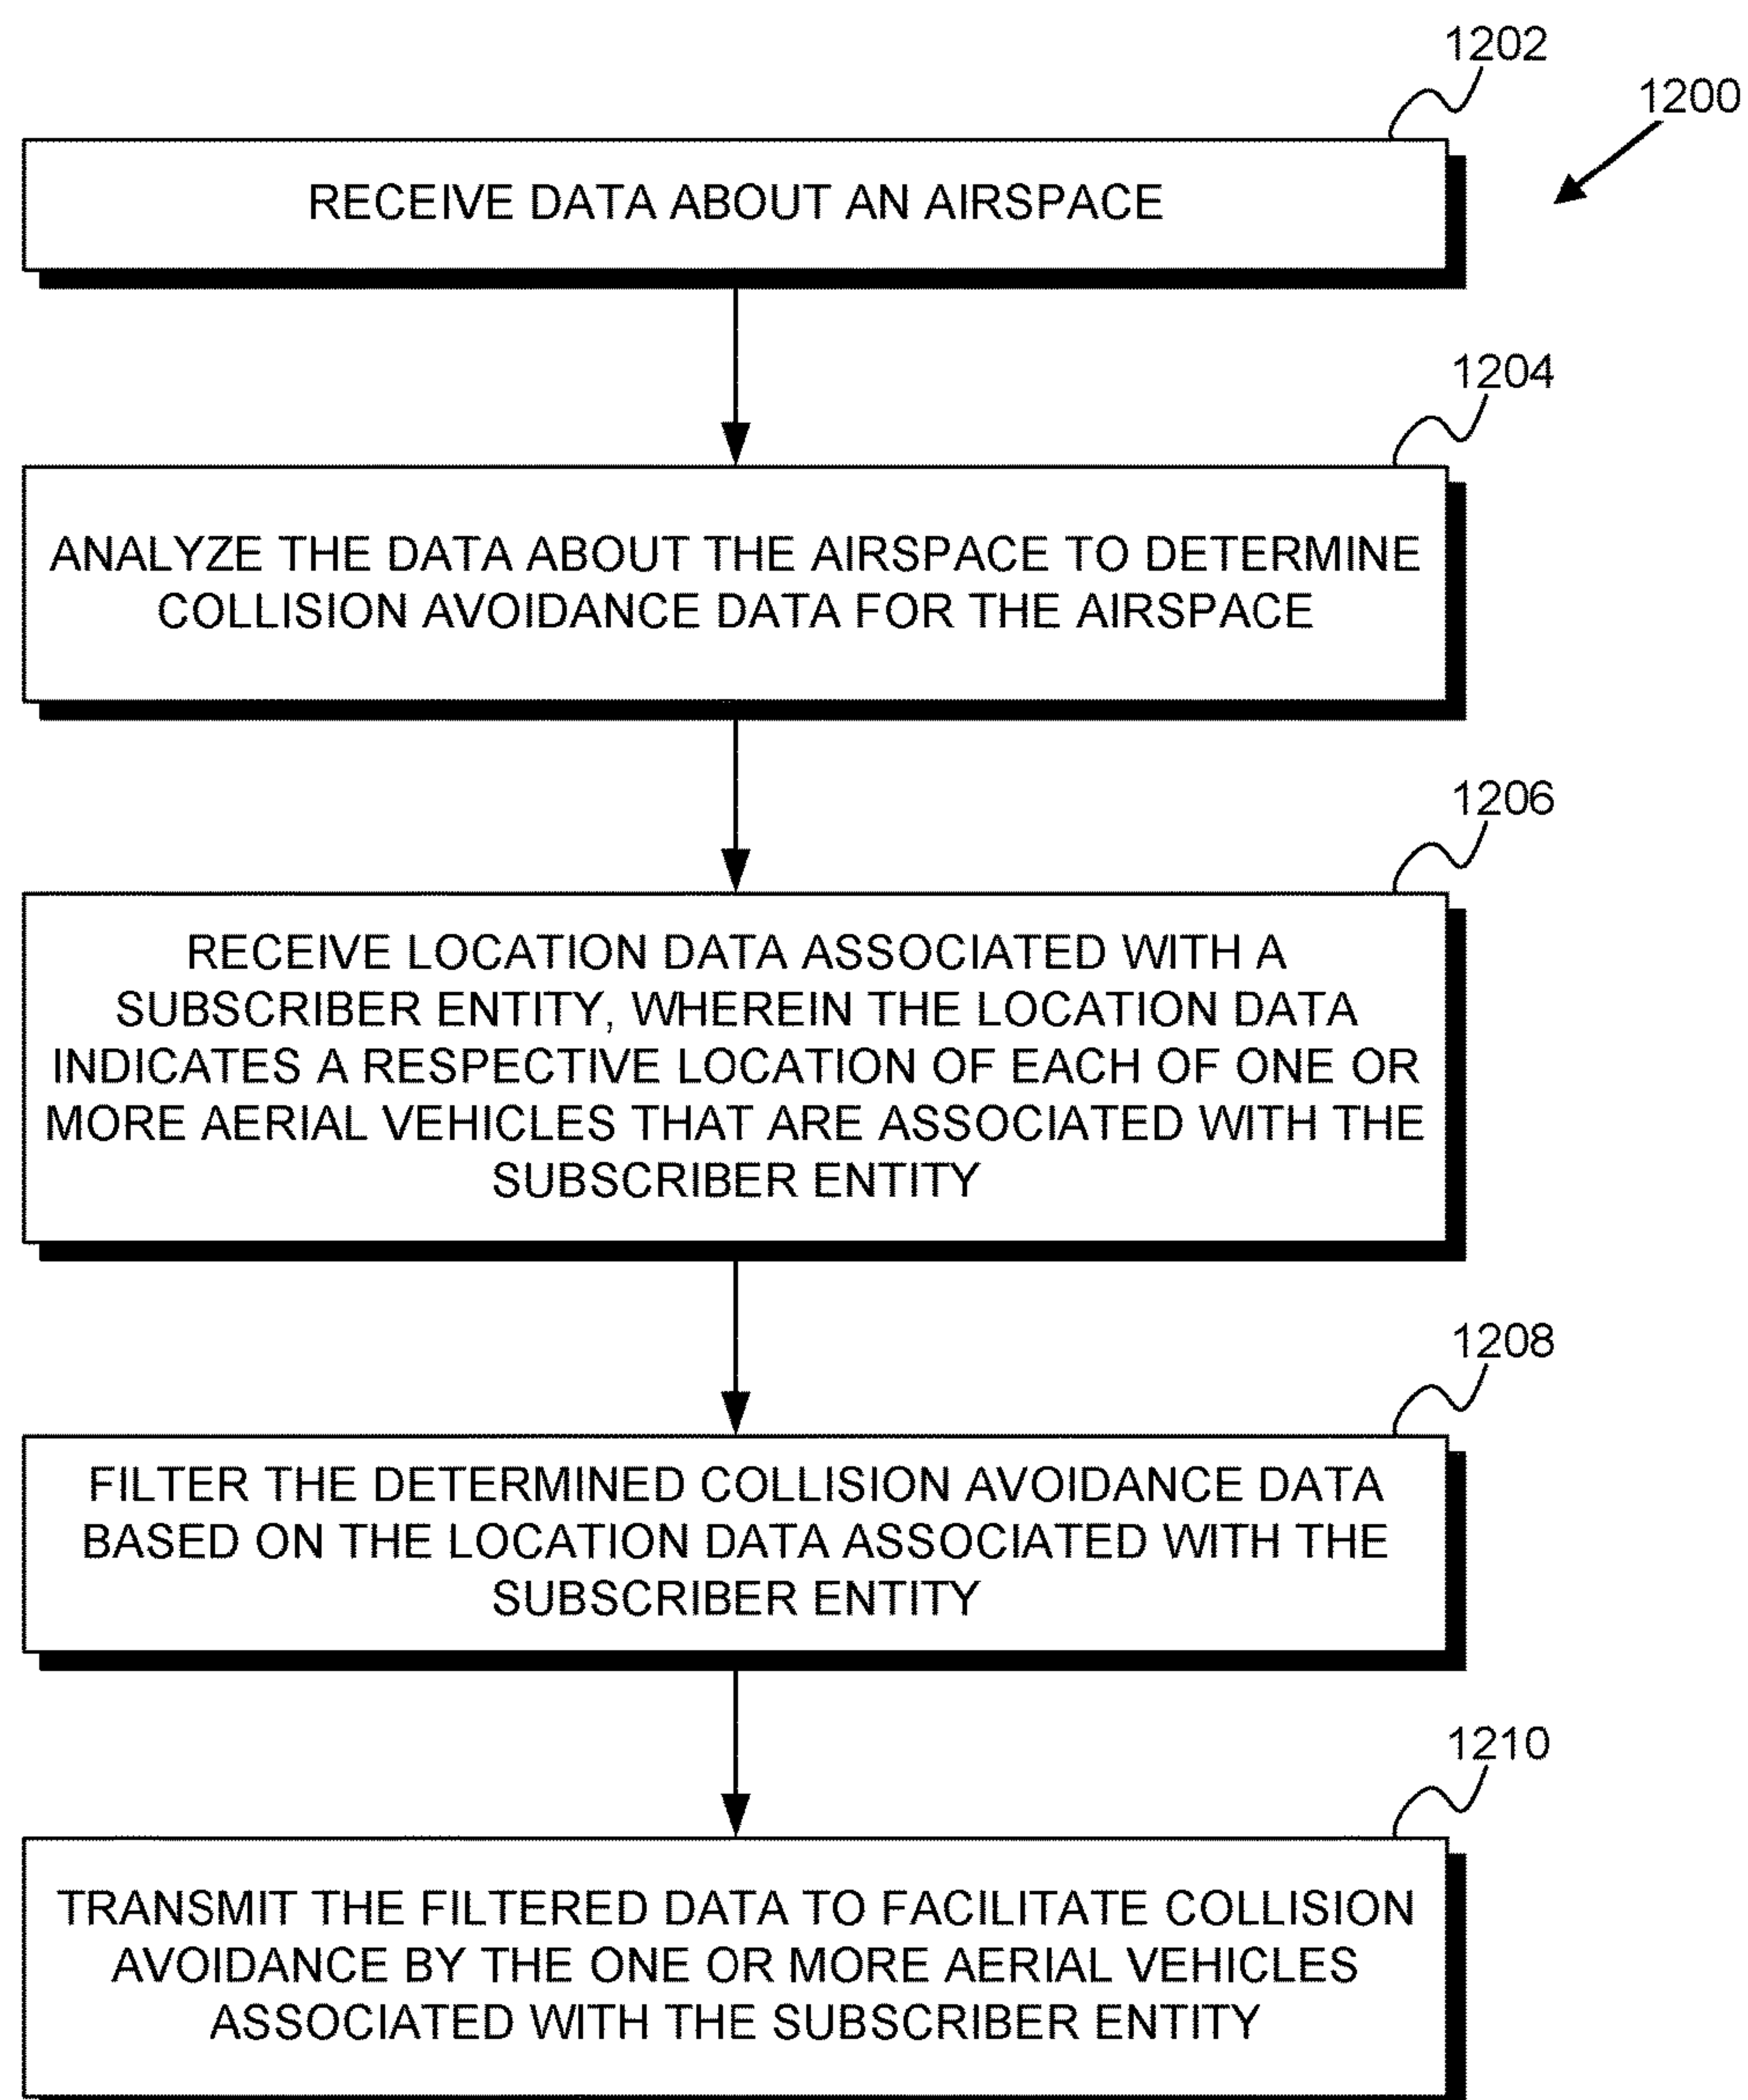 1202
1200
RECEIVE DATA ABOUT AN AIRSPACE
1204
ANALYZE THE DATA ABOUT THE AIRSPACE TO DETERMINE
COLLISION AVOIDANCE DATA FOR THE AIRSPACE
1206
RECEIVE LOCATION DATA ASSOCIATED WITH A
SUBSCRIBER ENTITY, WHEREIN THE LOCATION DATA
INDICATES A RESPECTIVE LOCATION OF EACH OF ONE OR
MORE AERIAL VEHICLES THAT ARE ASSOCIATED WITH THE
SUBSCRIBER ENTITY
1208
FILTER THE DETERMINED COLLISION AVOIDANCE DATA
BASED ON THE LOCATION DATA ASSOCIATED WITH THE
SUBSCRIBER ENTITY
1210
TRANSMIT THE FILTERED DATA TO FACILITATE COLLISION
AVOIDANCE BY THE ONE OR MORE AERIAL VEHICLES
ASSOCIATED WITH THE SUBSCRIBER ENTITY